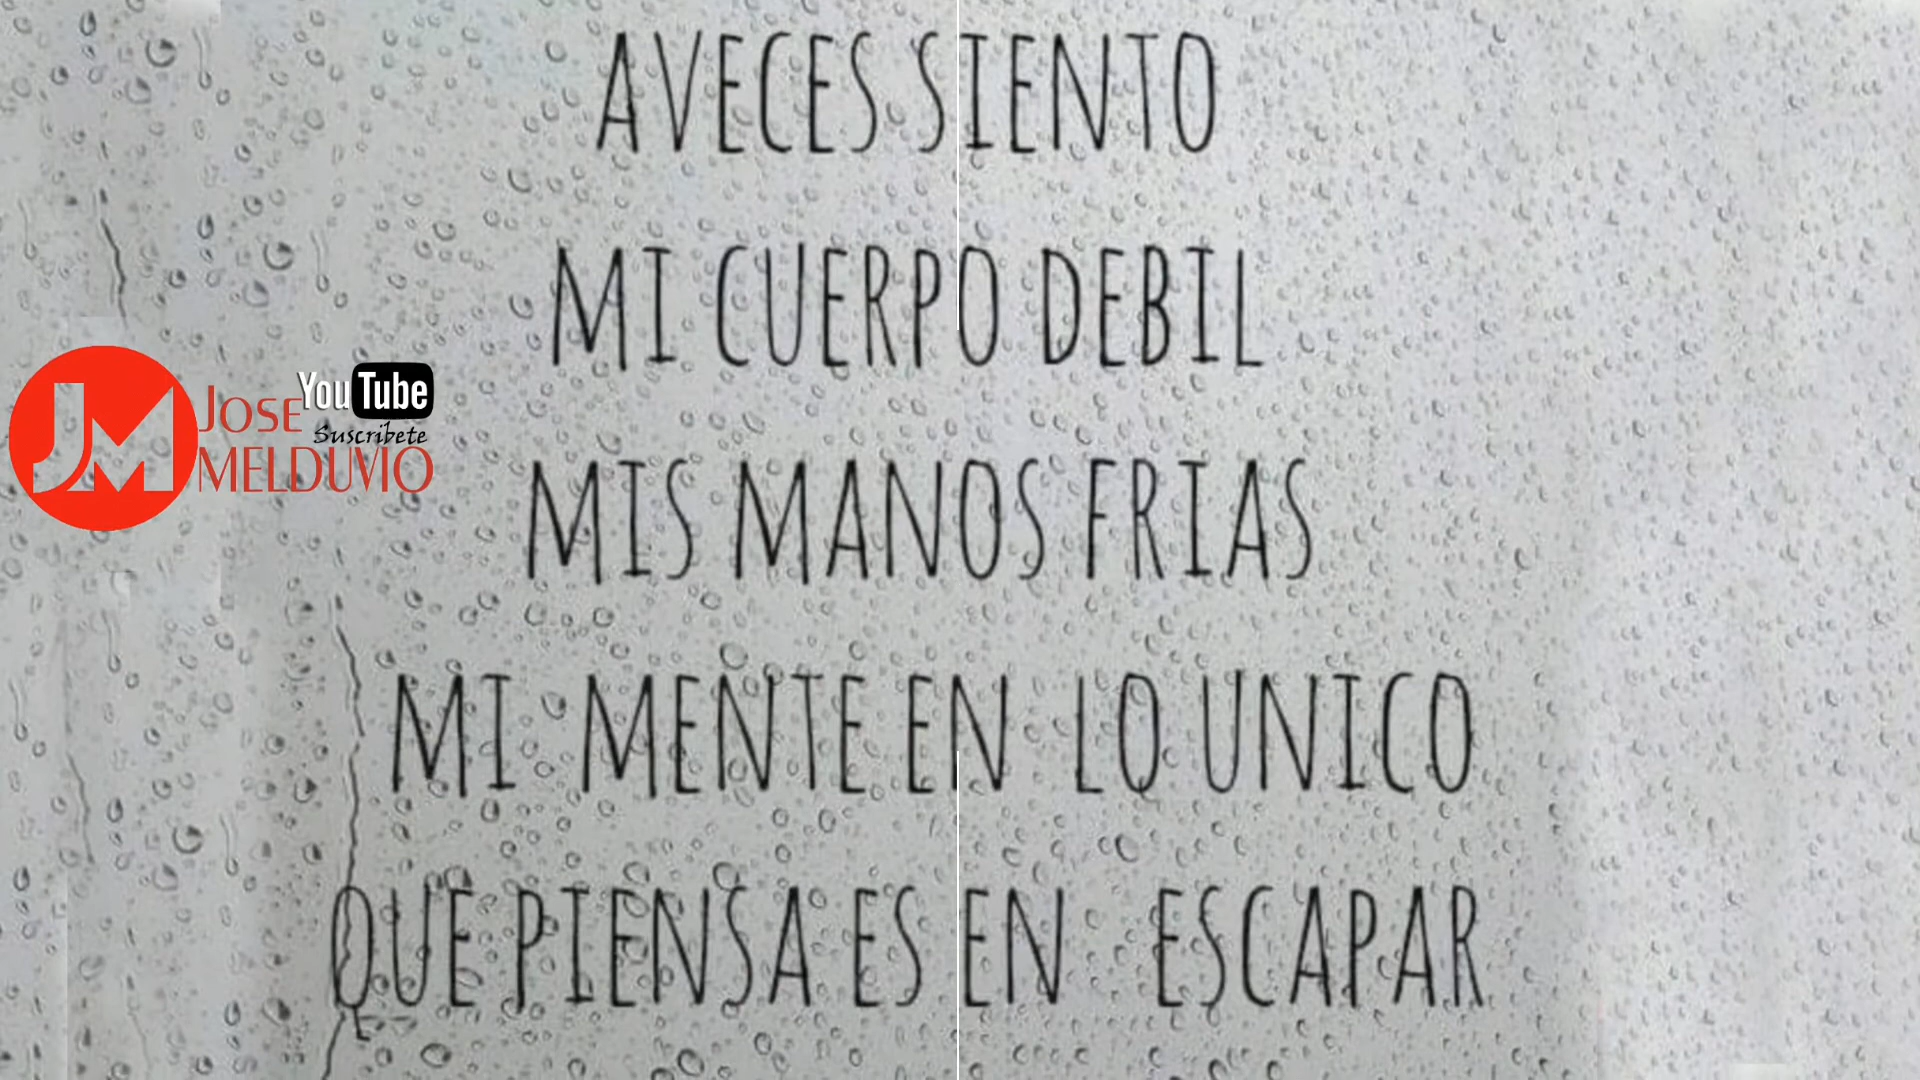 AVECES SIENTO
MI CUERPO DEBIL
JM
JOSE
MELDUVIO
YouTube
Suscribete
MIS MANOS FRIAS
MI MENTE EN LO UNICO
QUE PIENSA ES EN ESCAPAR